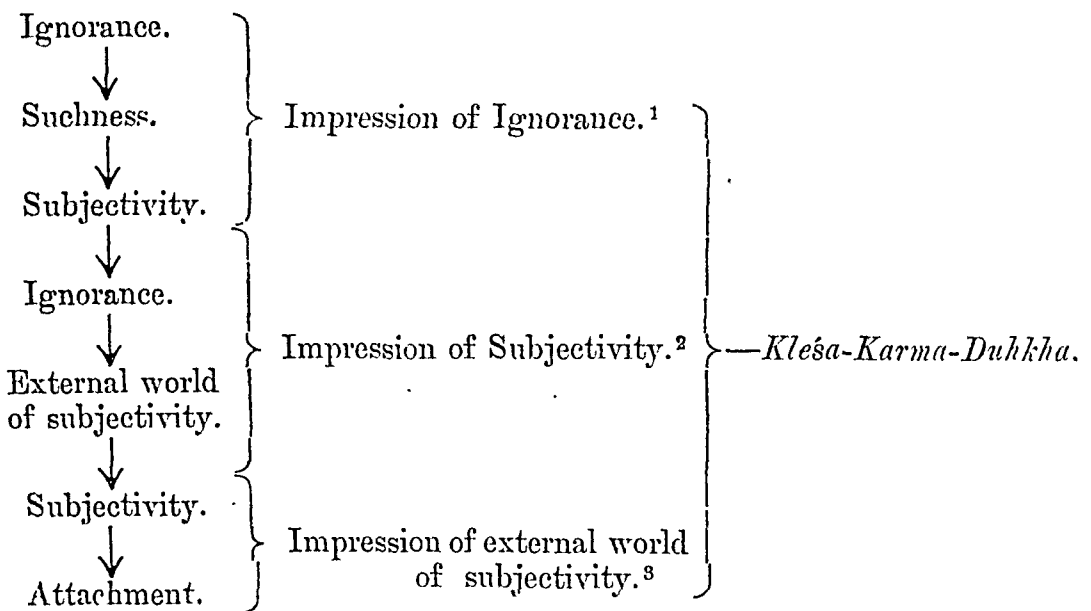 Ignorance.
Suchness.
Impression of Ignorance.¹
Subjectivity.
Ignorance.
Impression of Subjectivity.²
—Kleśa-Karma-Duhkha.
External world
of subjectivity.
Subjectivity.
Impression of external world
of subjectivity.³
Attachment.